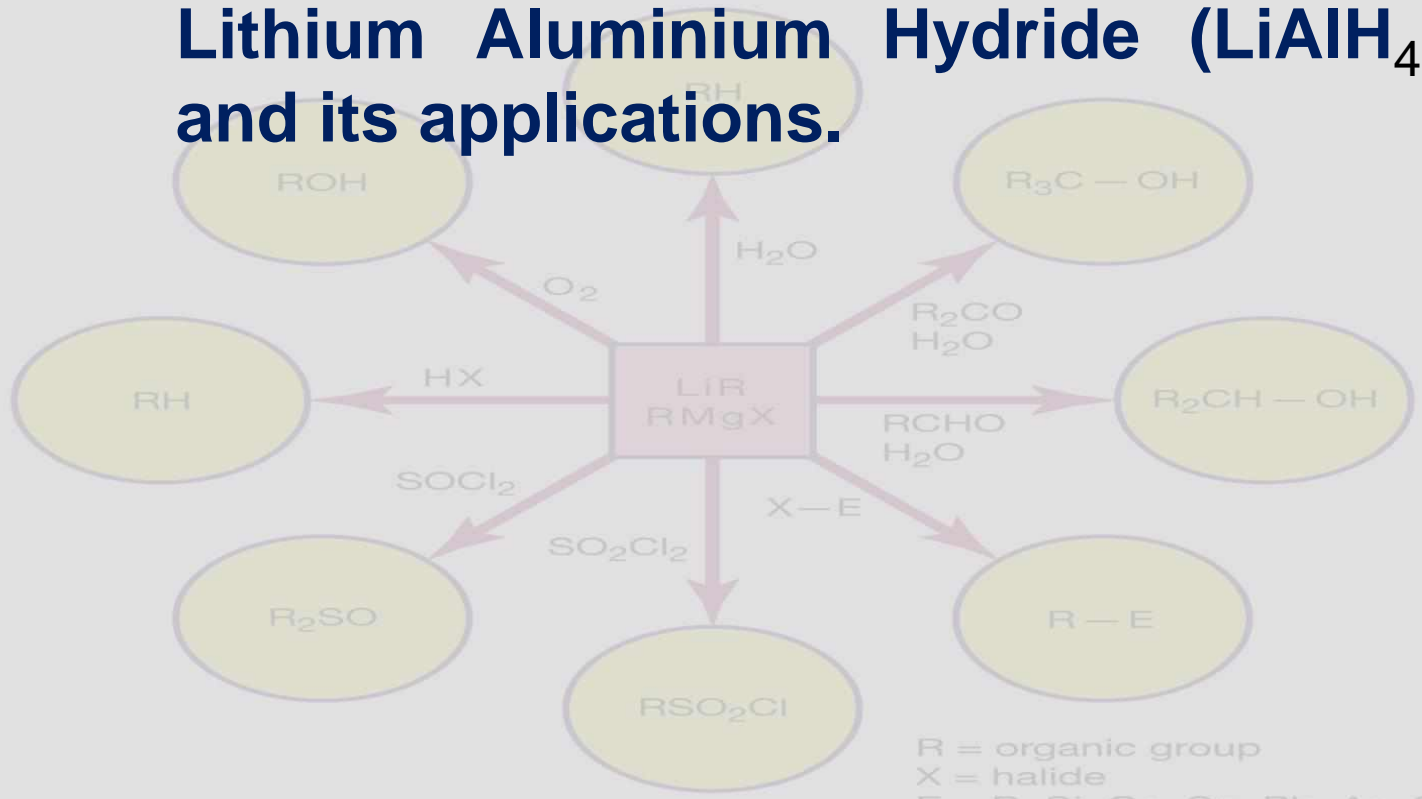 Lithium Aluminium Hydride (LiAlH4
and its applications.
RH
ROH
R3C — OH
H2O
O2
R2CO
H2O
HX
RH
LiR
RMgX
R2CH — OH
RCHO
H2O
SOCl2
X—E
SO2Cl2
R2SO
R — E
RSO2Cl
R = organic group
X = halide